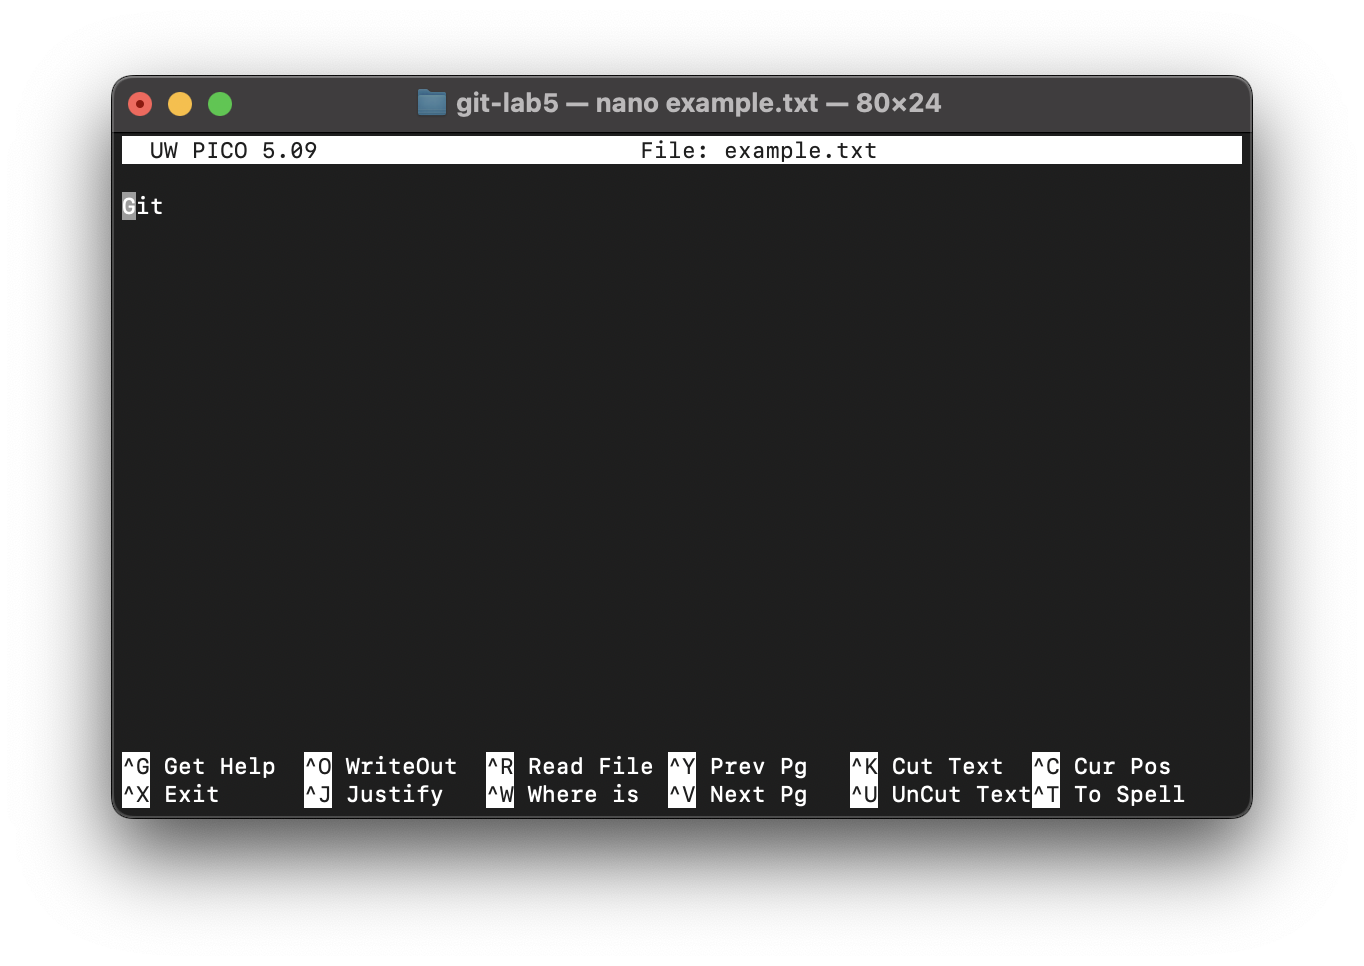 git-lab5 — nano example.txt — 80×24
UW PICO 5.09 File: example.txt
Git
^G Get Help ^O WriteOut ^R Read File ^Y Prev Pg ^K Cut Text ^C Cur Pos
^X Exit ^J Justify ^W Where is ^V Next Pg ^U UnCut Text^T To Spell